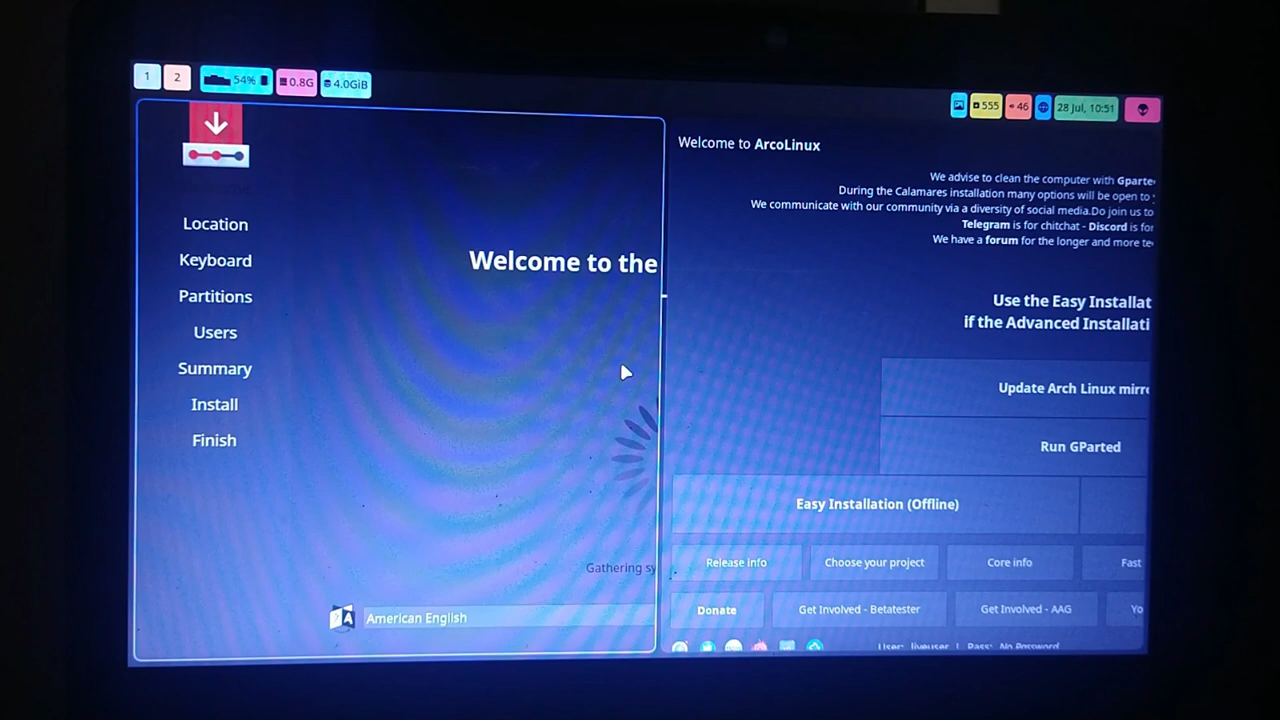 1 2 54% 0.8G 4.0GiB
555 46 28 Jul, 10:51
Location
Keyboard
Partitions
Users
Summary
Install
Finish
Welcome to the
Gathering sy
American English
Welcome to ArcoLinux
We advise to clean the computer with Gparte
During the Calamares installation many options will be open to
We communicate with our community via a diversity of social media.Do join us to
Telegram is for chitchat - Discord is for
We have a forum for the longer and more te
Use the Easy Installat
if the Advanced Installati
Update Arch Linux mirr
Run GParted
Easy Installation (Offline)
Release info Choose your project Core info Fast
Donate Get Involved - Betatester Get Involved - AAG Yo
User: liveuser | Pass: No Password